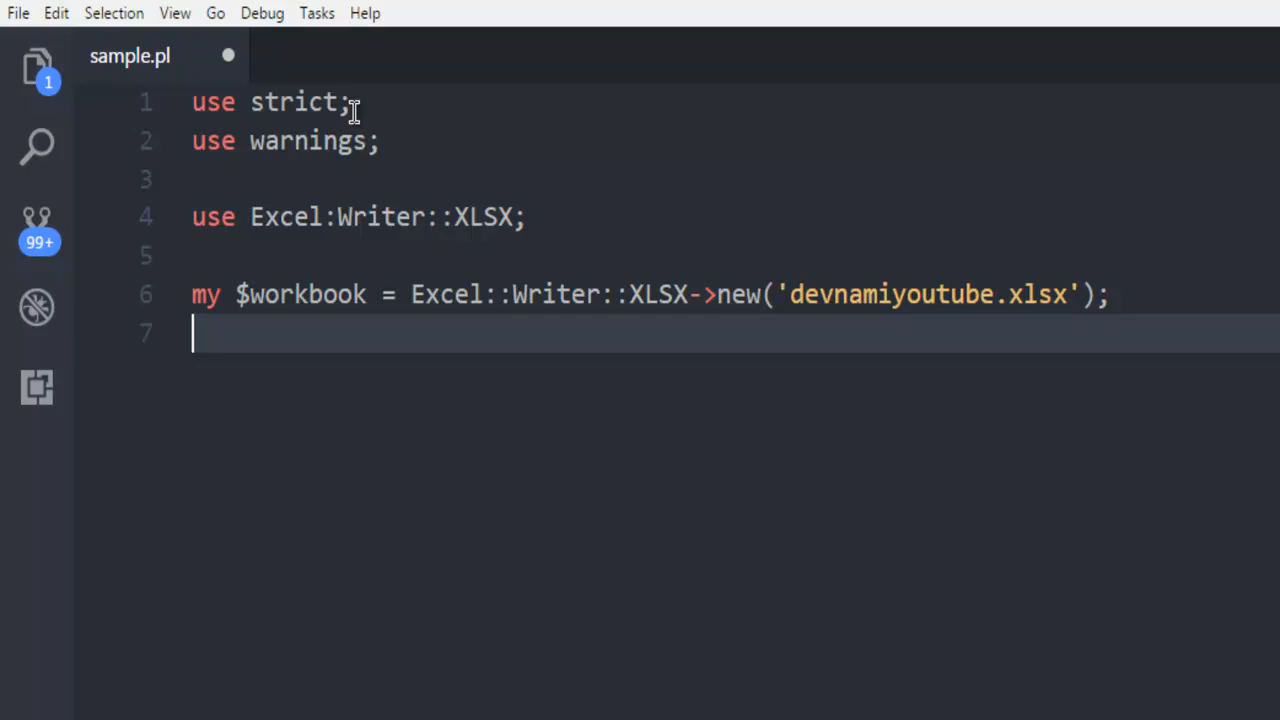 File Edit Selection View Go Debug Tasks Help
sample.pl
1
99+
1 use strict;
2 use warnings;
3
4 use Excel:Writer::XLSX;
5
6 my $workbook = Excel::Writer::XLSX->new('devnamiyoutube.xlsx');
7